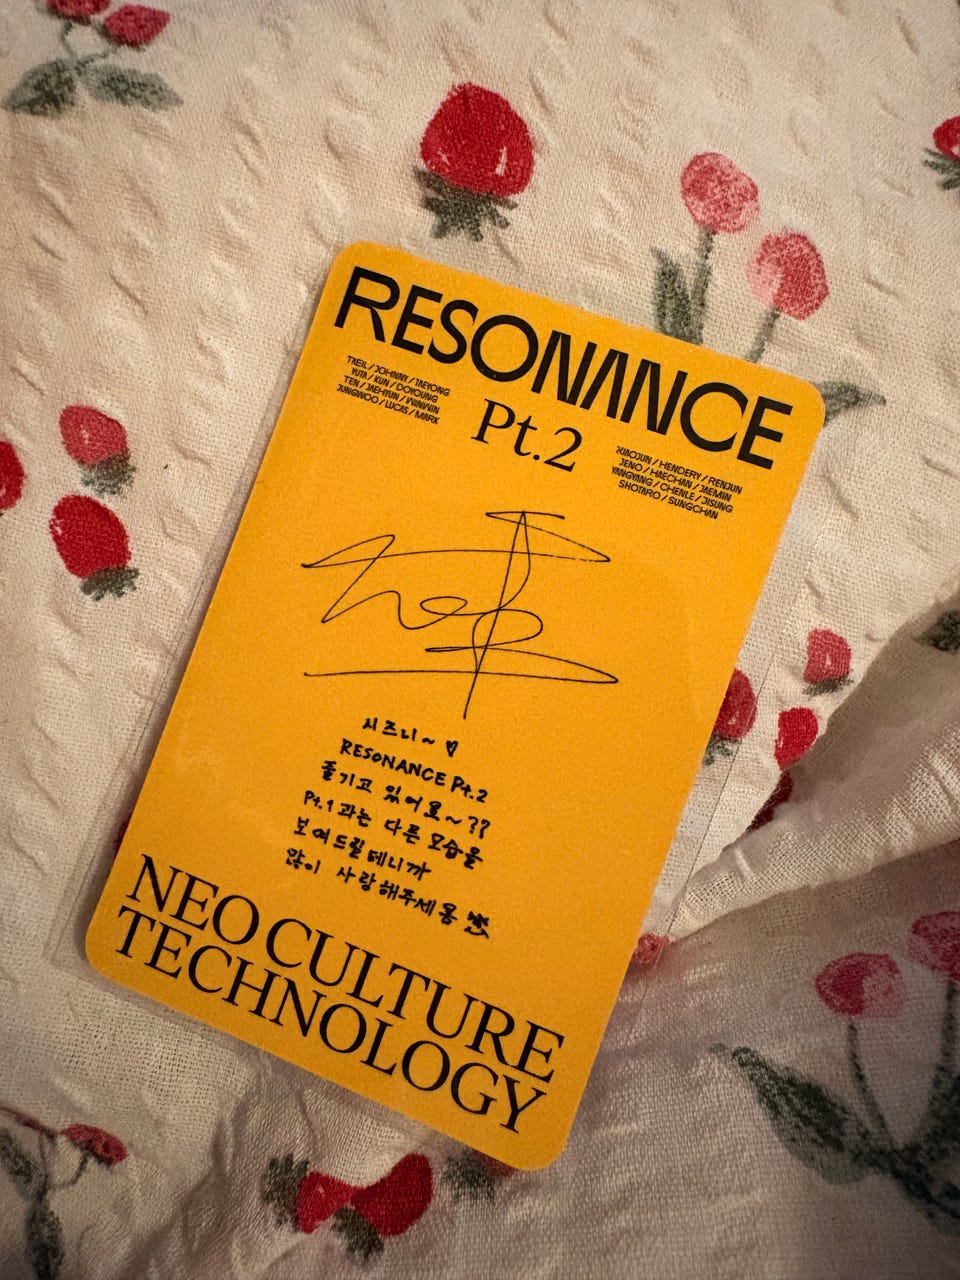 RESONANCE
Pt.2
TAEIL / JOHNNY / TAEYONG
YUTA / KUN / DOYOUNG
TEN / JAEHYUN / WINWIN
JUNGWOO / LUCAS / MARK
XIAOJUN / HENDERY / RENJUN
JENO / HAECHAN / JAEMIN
YANGYANG / CHENLE / JISUNG
SHOTARO / SUNGCHAN
시즈니~ ♡
RESONANCE Pt.2
즐기고 있어요~??
Pt.1과는 다른 모습을
보여드릴테니까
많이 사랑해주세용
NEO CULTURE
TECHNOLOGY